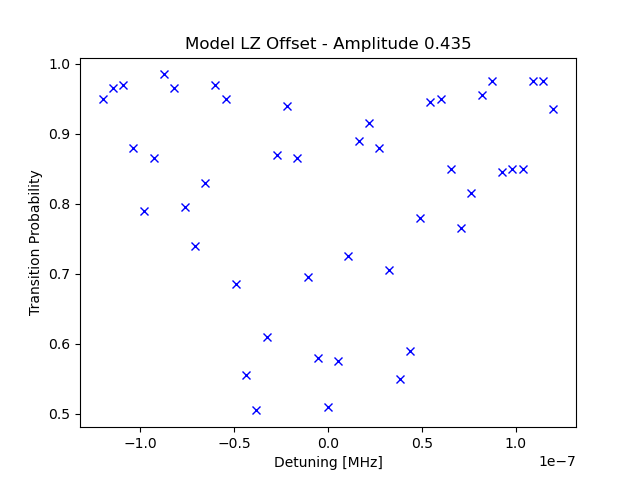 Model LZ Offset - Amplitude 0.435
1.0
0.9
0.8
0.7
0.6
0.5
Transition Probability
−1.0 −0.5 0.0 0.5 1.0
1e−7
Detuning [MHz]